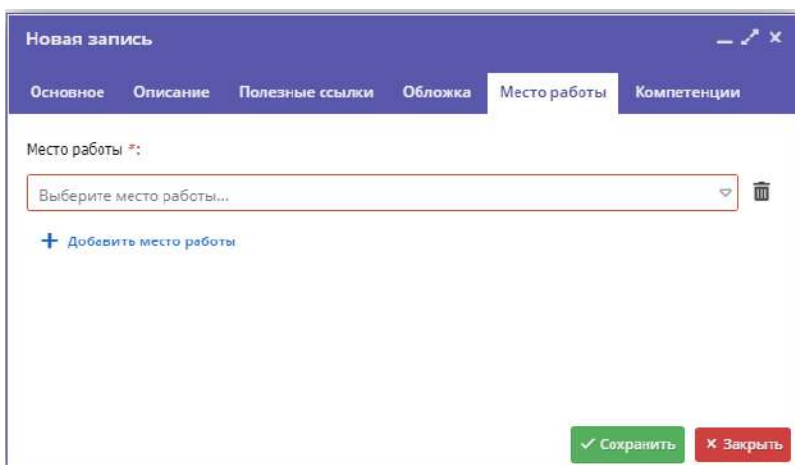 Новая запись
Основное Описание Полезные ссылки Обложка Место работы Компетенции
Место работы *:
Выберите место работы...
+ Добавить место работы
✓ Сохранить × Закрыть